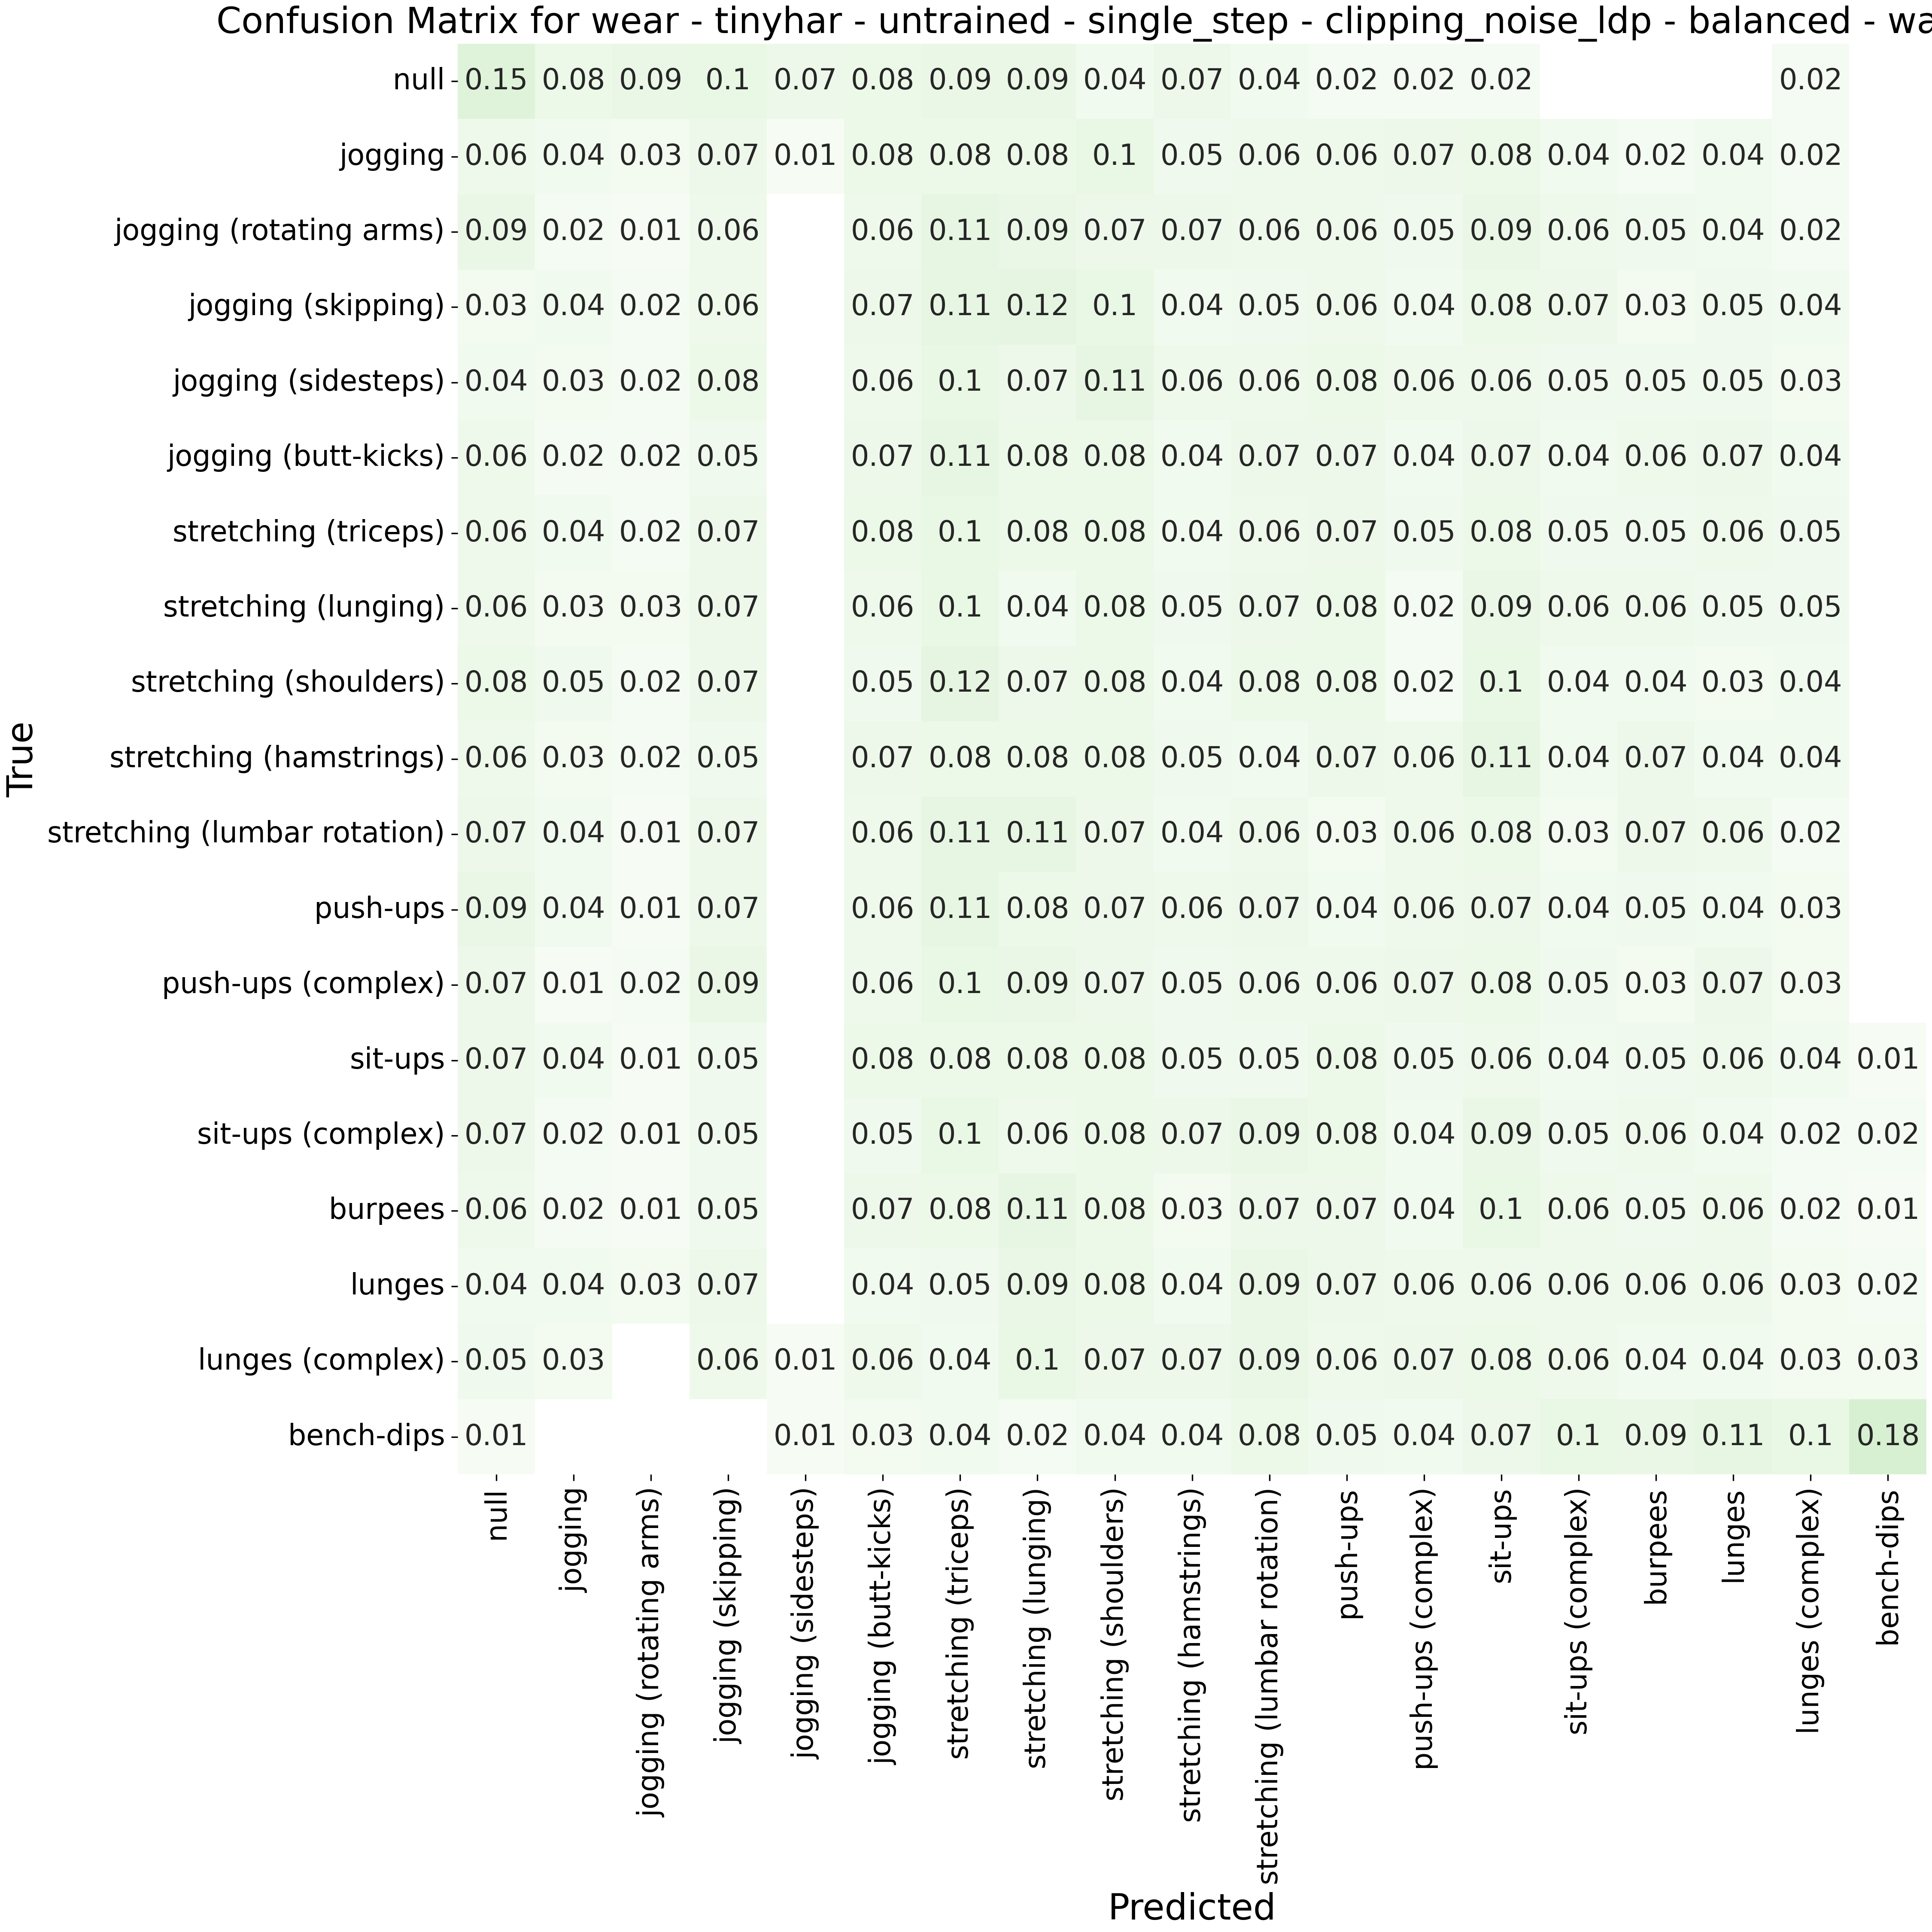 Confusion Matrix for wear - tinyhar - untrained - single_step - clipping_noise_ldp - balanced -
null 0.15 0.08 0.09 0.1 0.07 0.08 0.09 0.09 0.04 0.07 0.04 0.02 0.02 0.02 0.02
jogging 0.06 0.04 0.03 0.07 0.01 0.08 0.08 0.08 0.1 0.05 0.06 0.06 0.07 0.08 0.04 0.02 0.04 0.02
jogging (rotating arms) 0.09 0.02 0.01 0.06 0.06 0.11 0.09 0.07 0.07 0.06 0.06 0.05 0.09 0.06 0.05 0.04 0.02
jogging (skipping) 0.03 0.04 0.02 0.06 0.07 0.11 0.12 0.1 0.04 0.05 0.06 0.04 0.08 0.07 0.03 0.05 0.04
jogging (sidesteps) 0.04 0.03 0.02 0.08 0.06 0.1 0.07 0.11 0.06 0.06 0.08 0.06 0.06 0.05 0.05 0.05 0.03
jogging (butt-kicks) 0.06 0.02 0.02 0.05 0.07 0.11 0.08 0.08 0.04 0.07 0.07 0.04 0.07 0.04 0.06 0.07 0.04
stretching (triceps) 0.06 0.04 0.02 0.07 0.08 0.1 0.08 0.08 0.04 0.06 0.07 0.05 0.08 0.05 0.05 0.06 0.05
stretching (lunging) 0.06 0.03 0.03 0.07 0.06 0.1 0.04 0.08 0.05 0.07 0.08 0.02 0.09 0.06 0.06 0.05 0.05
stretching (shoulders) 0.08 0.05 0.02 0.07 0.05 0.12 0.07 0.08 0.04 0.08 0.08 0.02 0.1 0.04 0.04 0.03 0.04
stretching (hamstrings) 0.06 0.03 0.02 0.05 0.07 0.08 0.08 0.08 0.05 0.04 0.07 0.06 0.11 0.04 0.07 0.04 0.04
stretching (lumbar rotation) 0.07 0.04 0.01 0.07 0.06 0.11 0.11 0.07 0.04 0.06 0.03 0.06 0.08 0.03 0.07 0.06 0.02
push-ups 0.09 0.04 0.01 0.07 0.06 0.11 0.08 0.07 0.06 0.07 0.04 0.06 0.07 0.04 0.05 0.04 0.03
push-ups (complex) 0.07 0.01 0.02 0.09 0.06 0.1 0.09 0.07 0.05 0.06 0.06 0.07 0.08 0.05 0.03 0.07 0.03
sit-ups 0.07 0.04 0.01 0.05 0.08 0.08 0.08 0.08 0.05 0.05 0.08 0.05 0.06 0.04 0.05 0.06 0.04 0.01
sit-ups (complex) 0.07 0.02 0.01 0.05 0.05 0.1 0.06 0.08 0.07 0.09 0.08 0.04 0.09 0.05 0.06 0.04 0.02 0.02
burpees 0.06 0.02 0.01 0.05 0.07 0.08 0.11 0.08 0.03 0.07 0.07 0.04 0.1 0.06 0.05 0.06 0.02 0.01
lunges 0.04 0.04 0.03 0.07 0.04 0.05 0.09 0.08 0.04 0.09 0.07 0.06 0.06 0.06 0.06 0.06 0.03 0.02
lunges (complex) 0.05 0.03 0.06 0.01 0.06 0.04 0.1 0.07 0.07 0.09 0.06 0.07 0.08 0.06 0.04 0.04 0.03 0.03
bench-dips 0.01 0.01 0.03 0.04 0.02 0.04 0.04 0.08 0.05 0.04 0.07 0.1 0.09 0.11 0.1 0.18
True
null
jogging
jogging (rotating arms)
jogging (skipping)
jogging (sidesteps)
jogging (butt-kicks)
stretching (triceps)
stretching (lunging)
stretching (shoulders)
stretching (hamstrings)
stretching (lumbar rotation)
push-ups
push-ups (complex)
sit-ups
sit-ups (complex)
burpees
lunges
lunges (complex)
bench-dips
Predicted